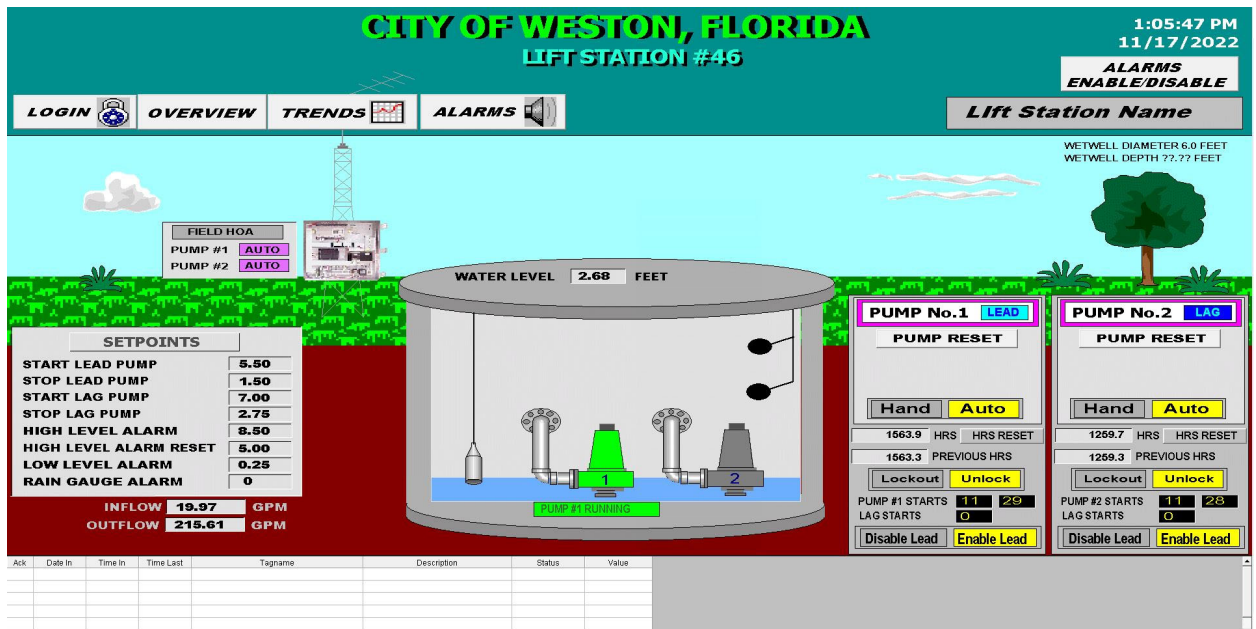 CITY OF WESTON, FLORIDA
LIFT STATION #46
1:05:47 PM
11/17/2022
ALARMS
ENABLE/DISABLE
LOGIN OVERVIEW TRENDS ALARMS
LIft Station Name
WETWELL DIAMETER 6.0 FEET
WETWELL DEPTH ??.?? FEET
FIELD HOA
PUMP #1 AUTO
PUMP #2 AUTO
WATER LEVEL 2.68 FEET
SETPOINTS
START LEAD PUMP 5.50
STOP LEAD PUMP 1.50
START LAG PUMP 7.00
STOP LAG PUMP 2.75
HIGH LEVEL ALARM 8.50
HIGH LEVEL ALARM RESET 5.00
LOW LEVEL ALARM 0.25
RAIN GAUGE ALARM 0
INFLOW 19.97 GPM
OUTFLOW 215.61 GPM
1 2
PUMP #1 RUNNING
PUMP No.1 LEAD
PUMP RESET
Hand Auto
1563.9 HRS HRS RESET
1563.3 PREVIOUS HRS
Lockout Unlock
PUMP #1 STARTS 11 29
LAG STARTS 0
Disable Lead Enable Lead
PUMP No.2 LAG
PUMP RESET
Hand Auto
1259.7 HRS HRS RESET
1259.3 PREVIOUS HRS
Lockout Unlock
PUMP #2 STARTS 11 28
LAG STARTS 0
Disable Lead Enable Lead
Ack Date In Time In Time Last Tagname Description Status Value